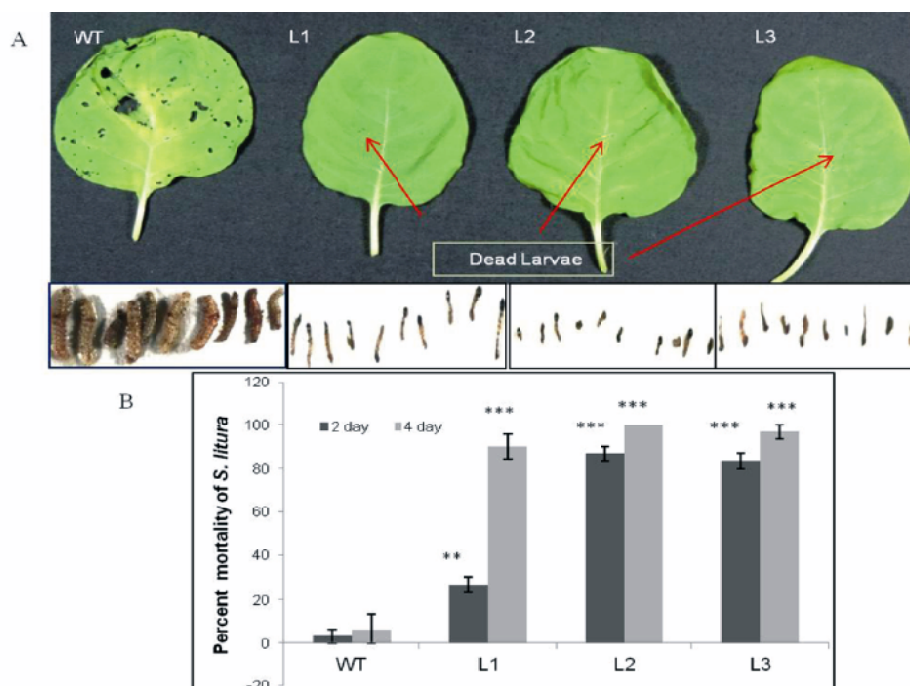 A
WT
L1
L2
L3
Dead Larvae
B
Percent mortality of S. litura
120
100
80
60
40
20
0
-20
2 day
4 day
**
***
***
***
***
***
WT
L1
L2
L3